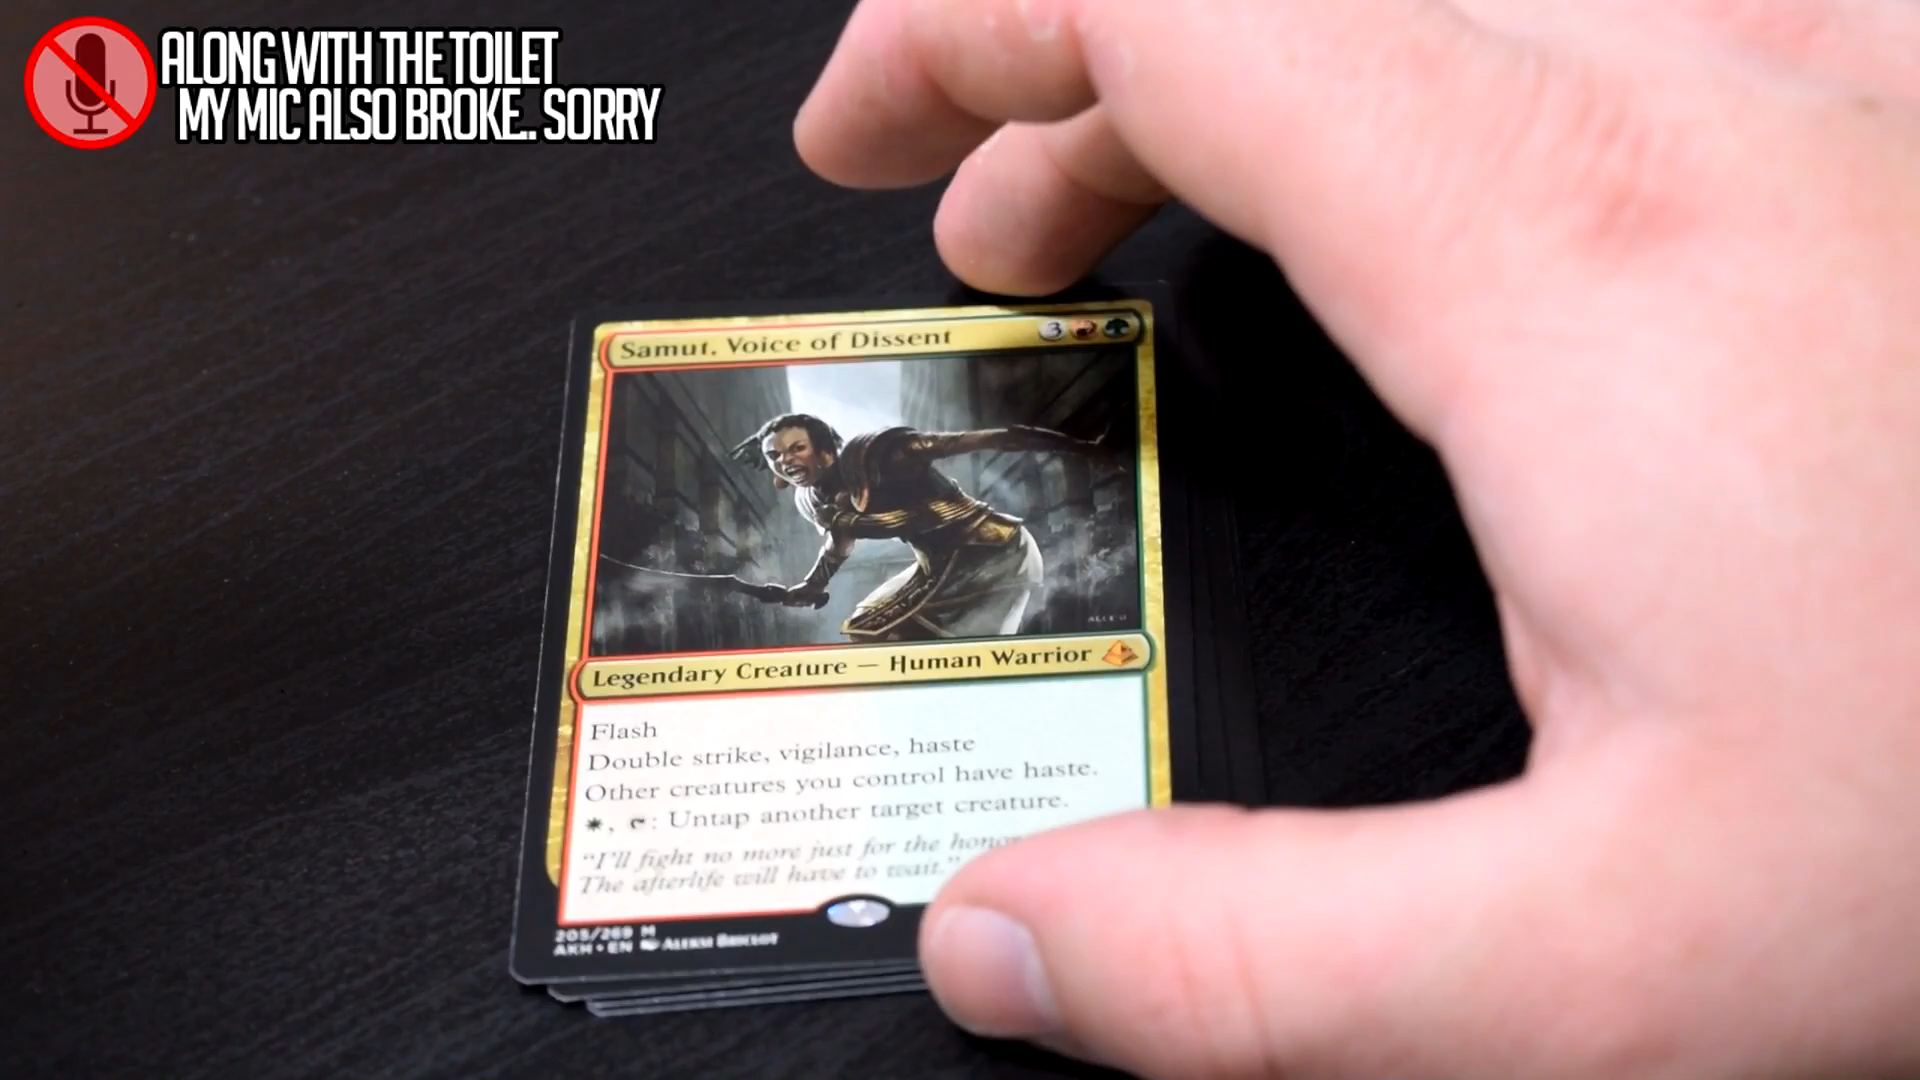 ALONG WITH THE TOILET
MY MIC ALSO BROKE.. SORRY
Samut, Voice of Dissent
3
Legendary Creature — Human Warrior
Flash
Double strike, vigilance, haste
Other creatures you control have haste.
, : Untap another target creature.
"I'll fight no more just for the honor
The afterlife will have to wait."
205/269 M
AKH • EN Aleksi Briclot